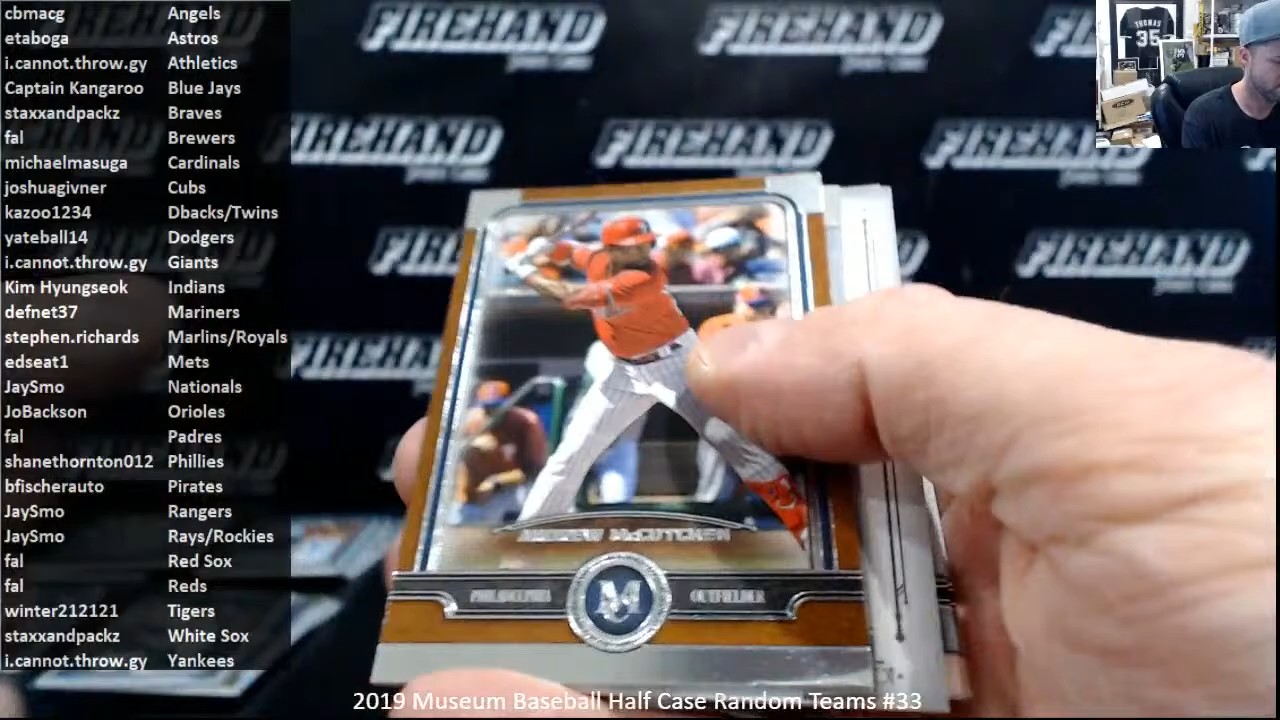 cbmacg Angels
etaboga Astros
i.cannot.throw.gy Athletics
Captain Kangaroo Blue Jays
staxxandpackz Braves
fal Brewers
michaelmasuga Cardinals
joshuagivner Cubs
kazoo1234 Dbacks/Twins
yateball14 Dodgers
i.cannot.throw.gy Giants
Kim Hyungseok Indians
defnet37 Mariners
stephen.richards Marlins/Royals
edseat1 Mets
JaySmo Nationals
JoBackson Orioles
fal Padres
shanethornton012 Phillies
bfischerauto Pirates
JaySmo Rangers
JaySmo Rays/Rockies
fal Red Sox
fal Reds
winter212121 Tigers
staxxandpackz White Sox
i.cannot.throw.gy Yankees
FIREHAND FIREHAND
THOMAS
35
FIREHAND FIREHAND FIREHAND
FIREHAND
ANDREW McCUTCHEN
PHILADELPHIA M OUTFIELDER
2019 Museum Baseball Half Case Random Teams #33